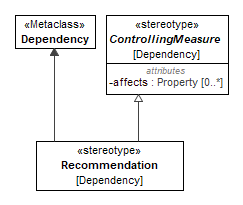 «Metaclass»
Dependency
«stereotype»
ControllingMeasure
[Dependency]
attributes
-affects : Property [0..*]
«stereotype»
Recommendation
[Dependency]